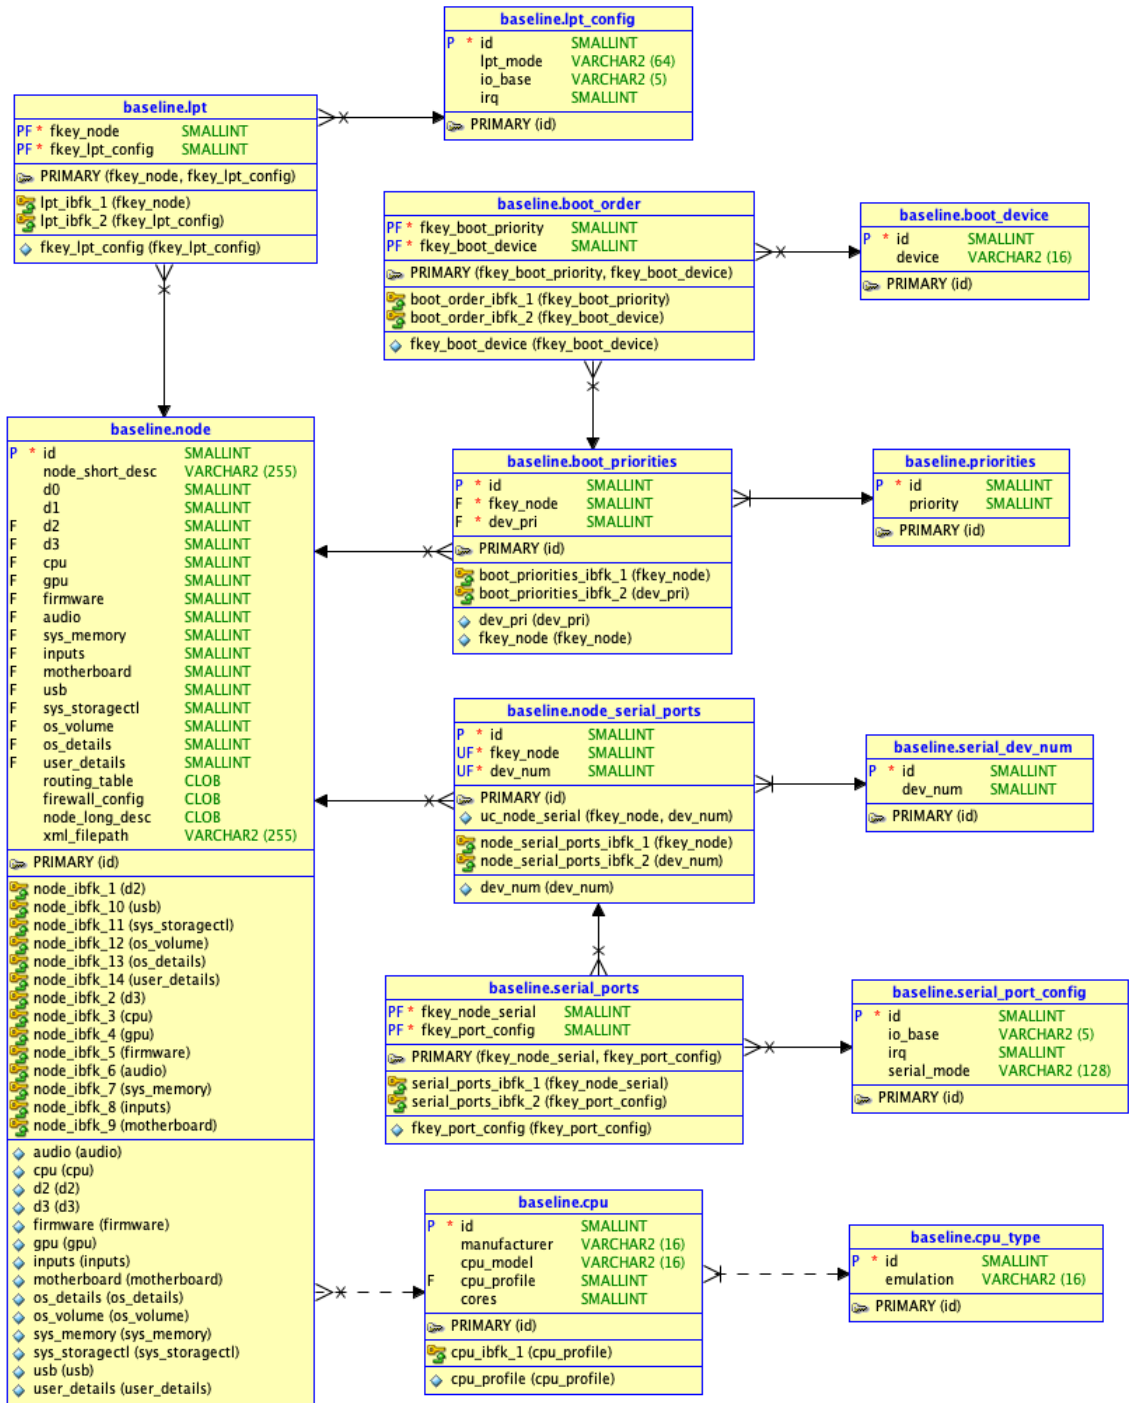 baseline.lpt_config
P * id SMALLINT
lpt_mode VARCHAR2 (64)
io_base VARCHAR2 (5)
irq SMALLINT
PRIMARY (id)
baseline.lpt
PF * fkey_node SMALLINT
PF * fkey_lpt_config SMALLINT
PRIMARY (fkey_node, fkey_lpt_config)
lpt_ibfk_1 (fkey_node)
lpt_ibfk_2 (fkey_lpt_config)
fkey_lpt_config (fkey_lpt_config)
baseline.boot_order
PF * fkey_boot_priority SMALLINT
PF * fkey_boot_device SMALLINT
PRIMARY (fkey_boot_priority, fkey_boot_device)
boot_order_ibfk_1 (fkey_boot_priority)
boot_order_ibfk_2 (fkey_boot_device)
fkey_boot_device (fkey_boot_device)
baseline.boot_device
P * id SMALLINT
device VARCHAR2 (16)
PRIMARY (id)
baseline.node
P * id SMALLINT
node_short_desc VARCHAR2 (255)
d0 SMALLINT
d1 SMALLINT
F d2 SMALLINT
F d3 SMALLINT
F cpu SMALLINT
F gpu SMALLINT
F firmware SMALLINT
F audio SMALLINT
F sys_memory SMALLINT
F inputs SMALLINT
F motherboard SMALLINT
F usb SMALLINT
F sys_storagectl SMALLINT
F os_volume SMALLINT
F os_details SMALLINT
F user_details SMALLINT
routing_table CLOB
firewall_config CLOB
node_long_desc CLOB
xml_filepath VARCHAR2 (255)
PRIMARY (id)
node_ibfk_1 (d2)
node_ibfk_10 (usb)
node_ibfk_11 (sys_storagectl)
node_ibfk_12 (os_volume)
node_ibfk_13 (os_details)
node_ibfk_14 (user_details)
node_ibfk_2 (d3)
node_ibfk_3 (cpu)
node_ibfk_4 (gpu)
node_ibfk_5 (firmware)
node_ibfk_6 (audio)
node_ibfk_7 (sys_memory)
node_ibfk_8 (inputs)
node_ibfk_9 (motherboard)
audio (audio)
cpu (cpu)
d2 (d2)
d3 (d3)
firmware (firmware)
gpu (gpu)
inputs (inputs)
motherboard (motherboard)
os_details (os_details)
os_volume (os_volume)
sys_memory (sys_memory)
sys_storagectl (sys_storagectl)
usb (usb)
user_details (user_details)
baseline.boot_priorities
P * id SMALLINT
F * fkey_node SMALLINT
F * dev_pri SMALLINT
PRIMARY (id)
boot_priorities_ibfk_1 (fkey_node)
boot_priorities_ibfk_2 (dev_pri)
dev_pri (dev_pri)
fkey_node (fkey_node)
baseline.priorities
P * id SMALLINT
priority SMALLINT
PRIMARY (id)
baseline.node_serial_ports
P * id SMALLINT
UF * fkey_node SMALLINT
UF * dev_num SMALLINT
PRIMARY (id)
uc_node_serial (fkey_node, dev_num)
node_serial_ports_ibfk_1 (fkey_node)
node_serial_ports_ibfk_2 (dev_num)
dev_num (dev_num)
baseline.serial_dev_num
P * id SMALLINT
dev_num SMALLINT
PRIMARY (id)
baseline.serial_ports
PF * fkey_node_serial SMALLINT
PF * fkey_port_config SMALLINT
PRIMARY (fkey_node_serial, fkey_port_config)
serial_ports_ibfk_1 (fkey_node_serial)
serial_ports_ibfk_2 (fkey_port_config)
fkey_port_config (fkey_port_config)
baseline.serial_port_config
P * id SMALLINT
io_base VARCHAR2 (5)
irq SMALLINT
serial_mode VARCHAR2 (128)
PRIMARY (id)
baseline.cpu
P * id SMALLINT
manufacturer VARCHAR2 (16)
cpu_model VARCHAR2 (16)
F cpu_profile SMALLINT
cores SMALLINT
PRIMARY (id)
cpu_ibfk_1 (cpu_profile)
cpu_profile (cpu_profile)
baseline.cpu_type
P * id SMALLINT
emulation VARCHAR2 (16)
PRIMARY (id)